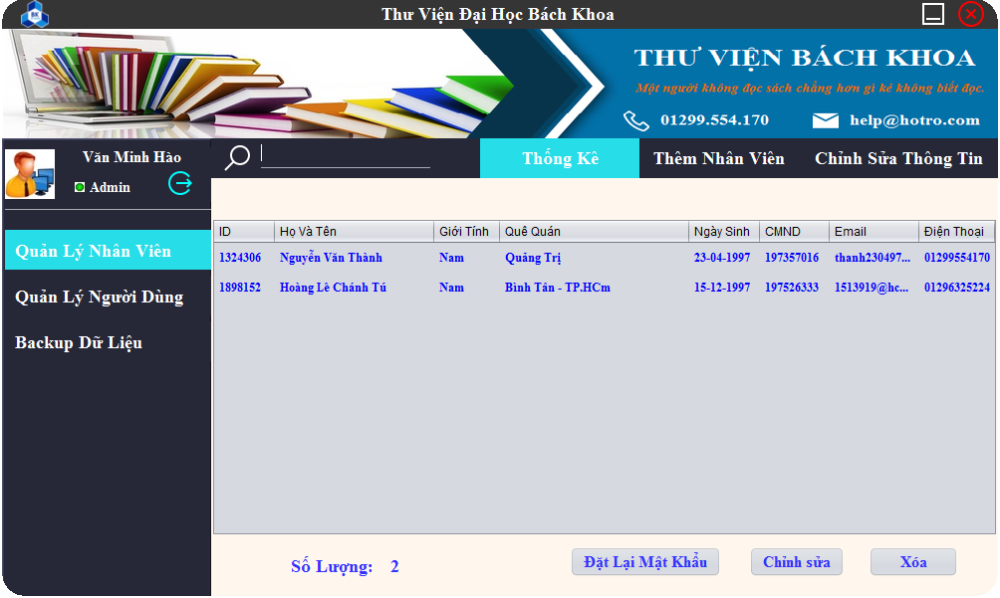 BK
Thư Viện Đại Học Bách Khoa
THƯ VIỆN BÁCH KHOA
Một người không đọc sách chẳng hơn gì kẻ không biết đọc.
01299.554.170 help@hotro.com
Văn Minh Hào
Admin
Thống Kê Thêm Nhân Viên Chỉnh Sửa Thông Tin
Quản Lý Nhân Viên
Quản Lý Người Dùng
Backup Dữ Liệu
ID Họ Và Tên Giới Tính Quê Quán Ngày Sinh CMND Email Điện Thoại
1324306 Nguyễn Văn Thành Nam Quảng Trị 23-04-1997 197357016 thanh230497... 01299554170
1898152 Hoàng Lê Chánh Tú Nam Bình Tân - TP.HCm 15-12-1997 197526333 1513919@hc... 01296325224
Số Lượng: 2
Đặt Lại Mật Khẩu Chỉnh sửa Xóa